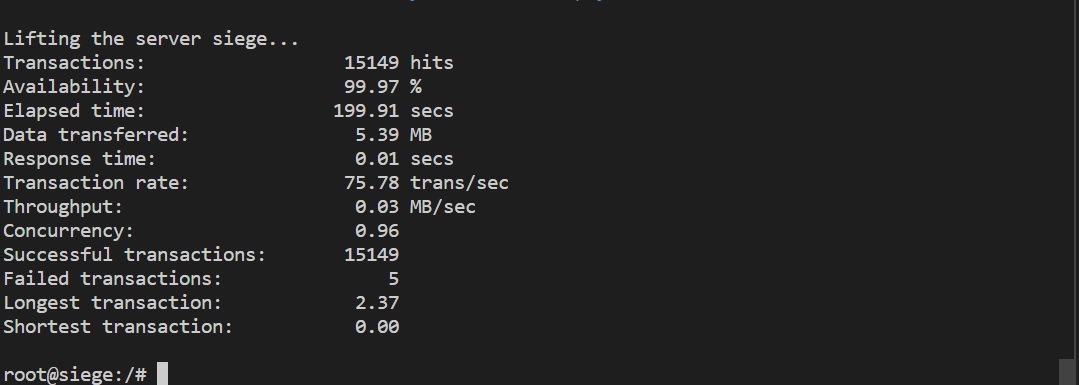 Lifting the server siege...
Transactions: 15149 hits
Availability: 99.97 %
Elapsed time: 199.91 secs
Data transferred: 5.39 MB
Response time: 0.01 secs
Transaction rate: 75.78 trans/sec
Throughput: 0.03 MB/sec
Concurrency: 0.96
Successful transactions: 15149
Failed transactions: 5
Longest transaction: 2.37
Shortest transaction: 0.00
root@siege:/#